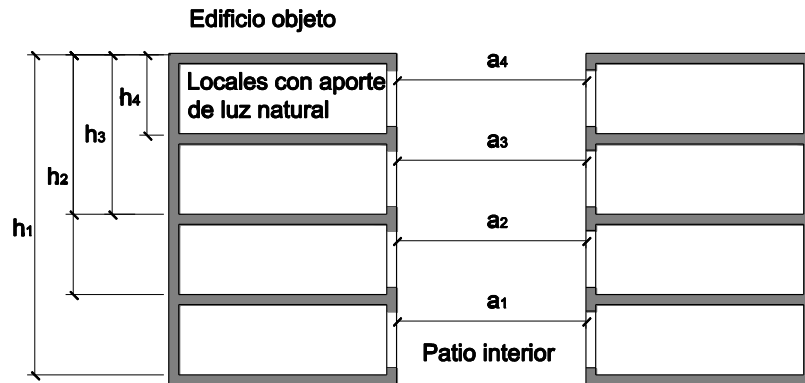 Edificio objeto
a4
Locales con aporte
de luz natural
h4
h3
a3
h2
h1
a2
a1
Patio interior